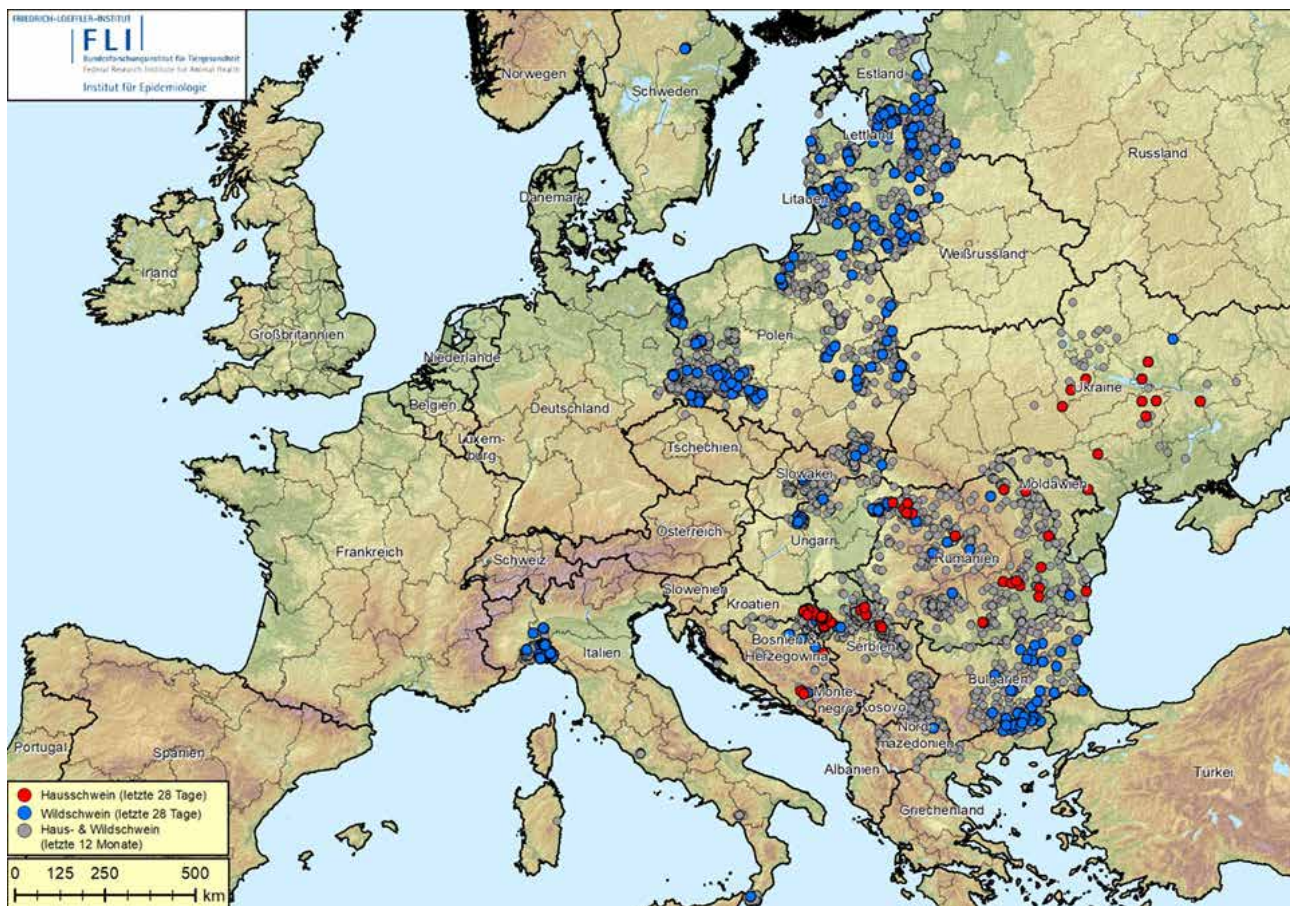 FRIEDRICH-LOEFFLER-INSTITUT
FLI
Bundesforschungsinstitut für Tiergesundheit
Federal Research Institute for Animal Health
Institut für Epidemiologie
Norwegen
Schweden
Estland
Lettland
Russland
Dänemark
Litauen
Irland
Weißrussland
Großbritannien
Niederlande
Polen
Belgien
Deutschland
Ukraine
Luxem-
burg
Tschechien
Slowakei
Moldawien
Österreich
Ungarn
Frankreich
Schweiz
Rumänien
Slowenien
Kroatien
Italien
Bosnien &
Herzegowina
Serbien
Monte-
negro
Kosovo
Bulgarien
Nord
mazedonien
Portugal
Spanien
Albanien
Türkei
Griechenland
Hausschwein (letzte 28 Tage)
Wildschwein (letzte 28 Tage)
Haus- & Wildschwein
(letzte 12 Monate)
0 125 250 500
km